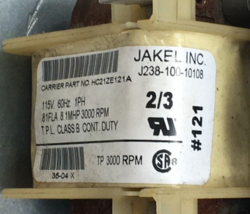 JAKEL INC.
J238-100-10108
CARRIER PART NO. HC21ZE121A
115V 60Hz 1PH
.81FLA 8.1MHP 3000 RPM
T.P.L. CLASS B CONT. DUTY
2/3
#121
TP 3000 RPM
35-04 X